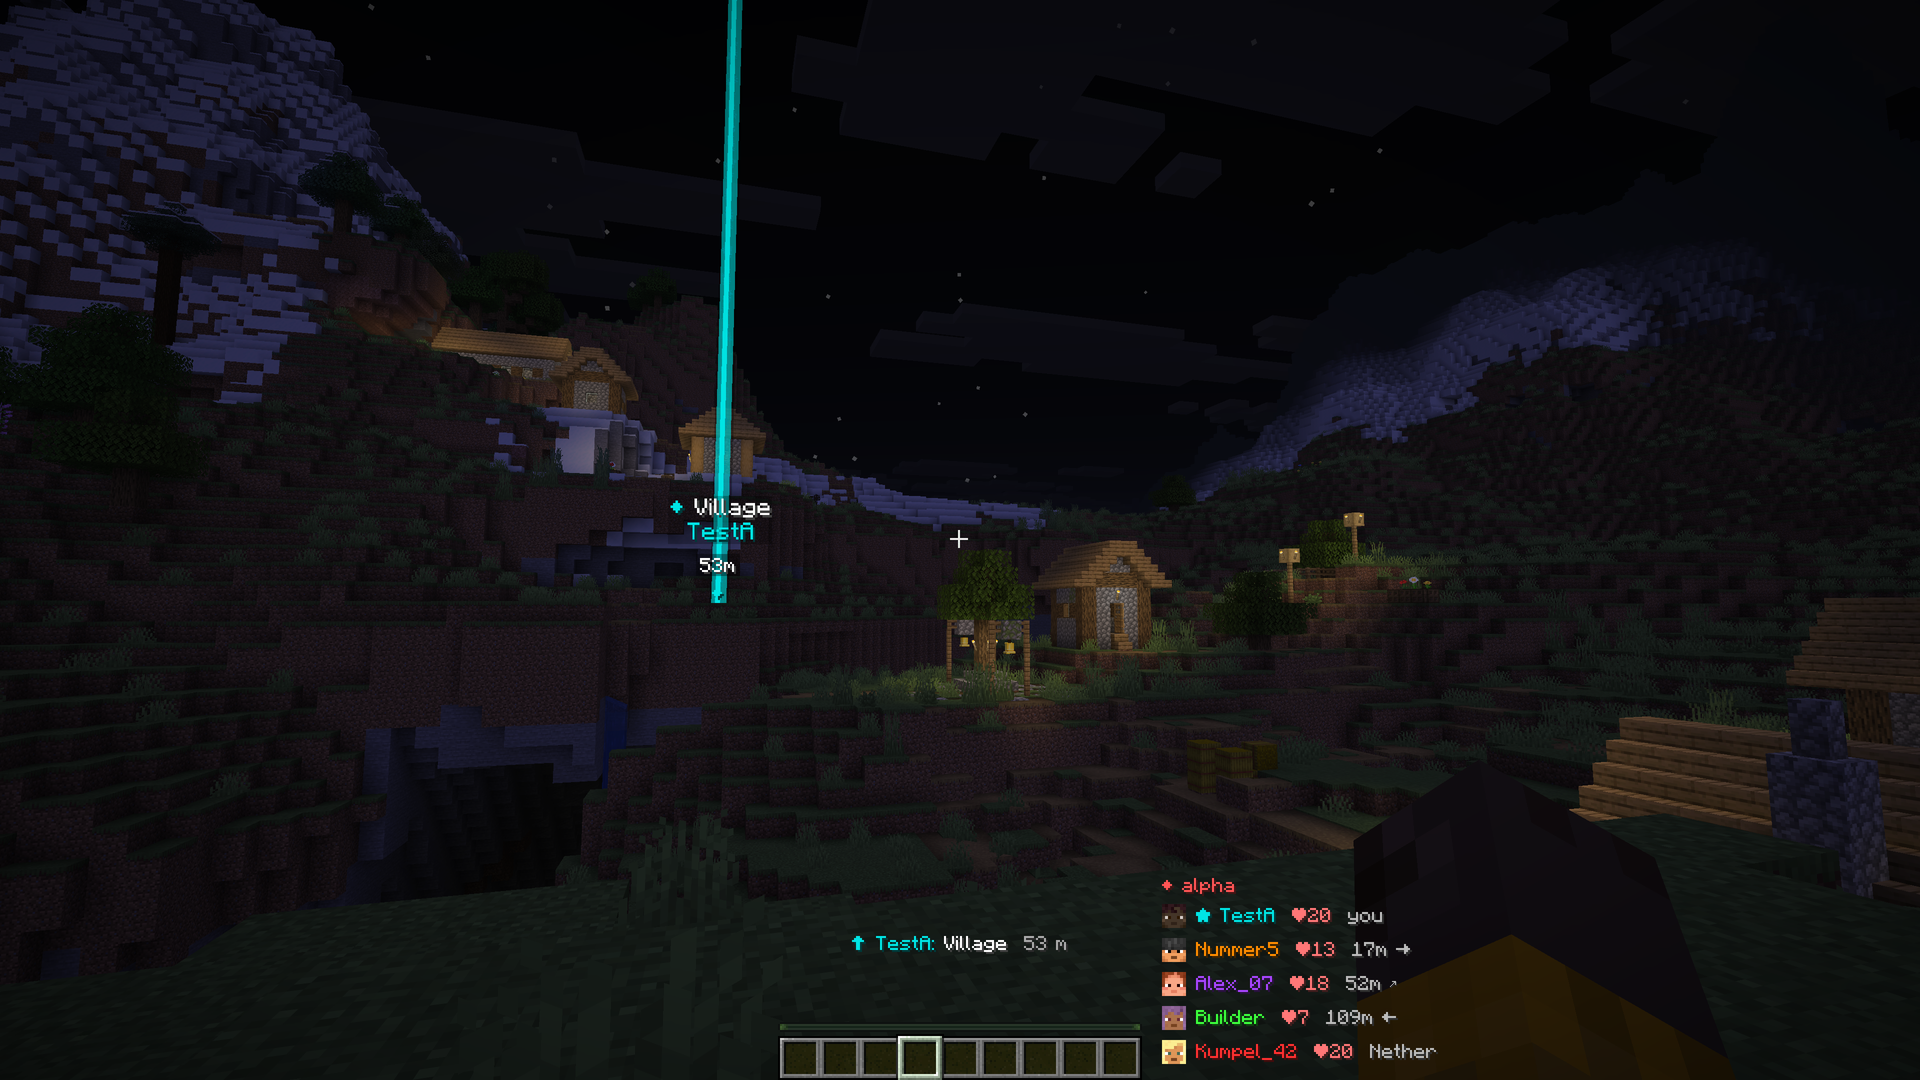 Village
TestA
53m
alpha
TestA ♥20 you
TestA: Village 53 m
Nummer5 ♥13 17m →
Alex_07 ♥18 52m ↗
Builder ♥7 109m ←
Kumpel_42 ♥20 Nether